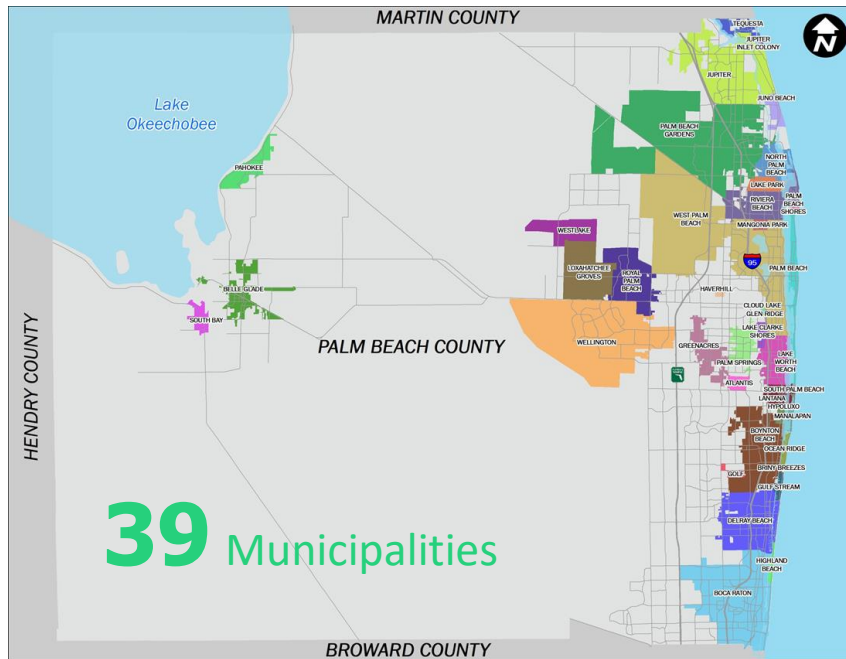 MARTIN COUNTY
N
TEQUESTA
JUPITER
INLET COLONY
JUPITER
JUNO BEACH
Lake
Okeechobee
PALM BEACH
GARDENS
PAHOKEE
NORTH
PALM
BEACH
LAKE PARK
RIVIERA
BEACH
PALM
BEACH
SHORES
WEST PALM
BEACH
MANGONIA PARK
WESTLAKE
95
LOXAHATCHEE
GROVES
ROYAL
PALM
BEACH
PALM BEACH
HAVERHILL
BELLE GLADE
CLOUD LAKE
GLEN RIDGE
SOUTH BAY
LAKE CLARKE
SHORES
HENDRY COUNTY
PALM BEACH COUNTY
WELLINGTON
GREENACRES
LAKE
WORTH
BEACH
PALM SPRINGS
ATLANTIS
SOUTH PALM BEACH
LANTANA
HYPOLUXO
MANALAPAN
BOYNTON
BEACH
OCEAN RIDGE
BRINY BREEZES
GOLF
GULF STREAM
39 Municipalities
DELRAY BEACH
HIGHLAND
BEACH
BOCA RATON
BROWARD COUNTY